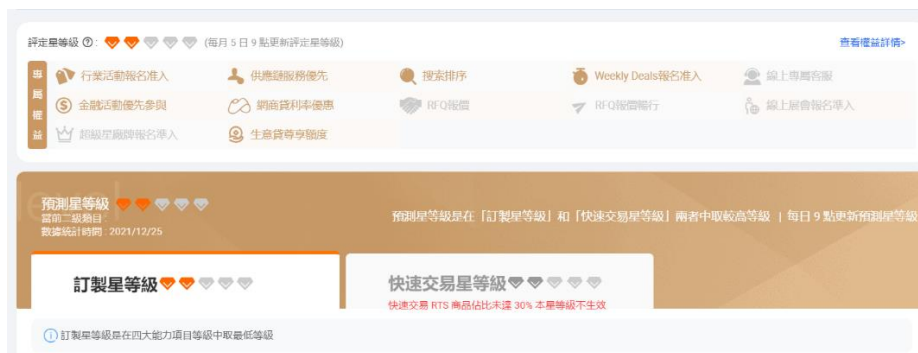 評定星等級 ? : (每月 5 日 9 點更新評定星等級) 查看權益詳情>
專屬權益
行業活動報名准入 供應鏈服務優先 搜索排序 Weekly Deals報名准入 線上專屬客服
金融活動優先參與 網商貸利率優惠 RFQ報價 RFQ報價暢行 線上展會報名準入
超級星廠牌報名準入 生意貸尊享額度
level
預測星等級
當前二級類目
數據統計時間 : 2021/12/25
預測星等級是在「訂製星等級」和「快速交易星等級」兩者中取較高等級 | 每日 9 點更新預測星等級
訂製星等級
快速交易星等級
快速交易 RTS 商品佔比未達 30% 本星等級不生效
訂製星等級是在四大能力項目等級中取最低等級